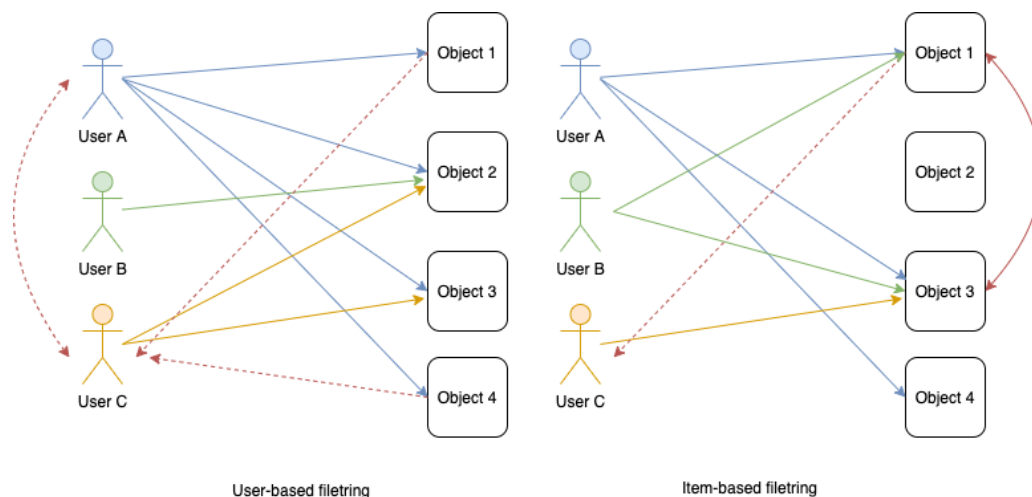 User A
User B
User C
Object 1
Object 2
Object 3
Object 4
User-based filetring
User A
User B
User C
Object 1
Object 2
Object 3
Object 4
Item-based filetring